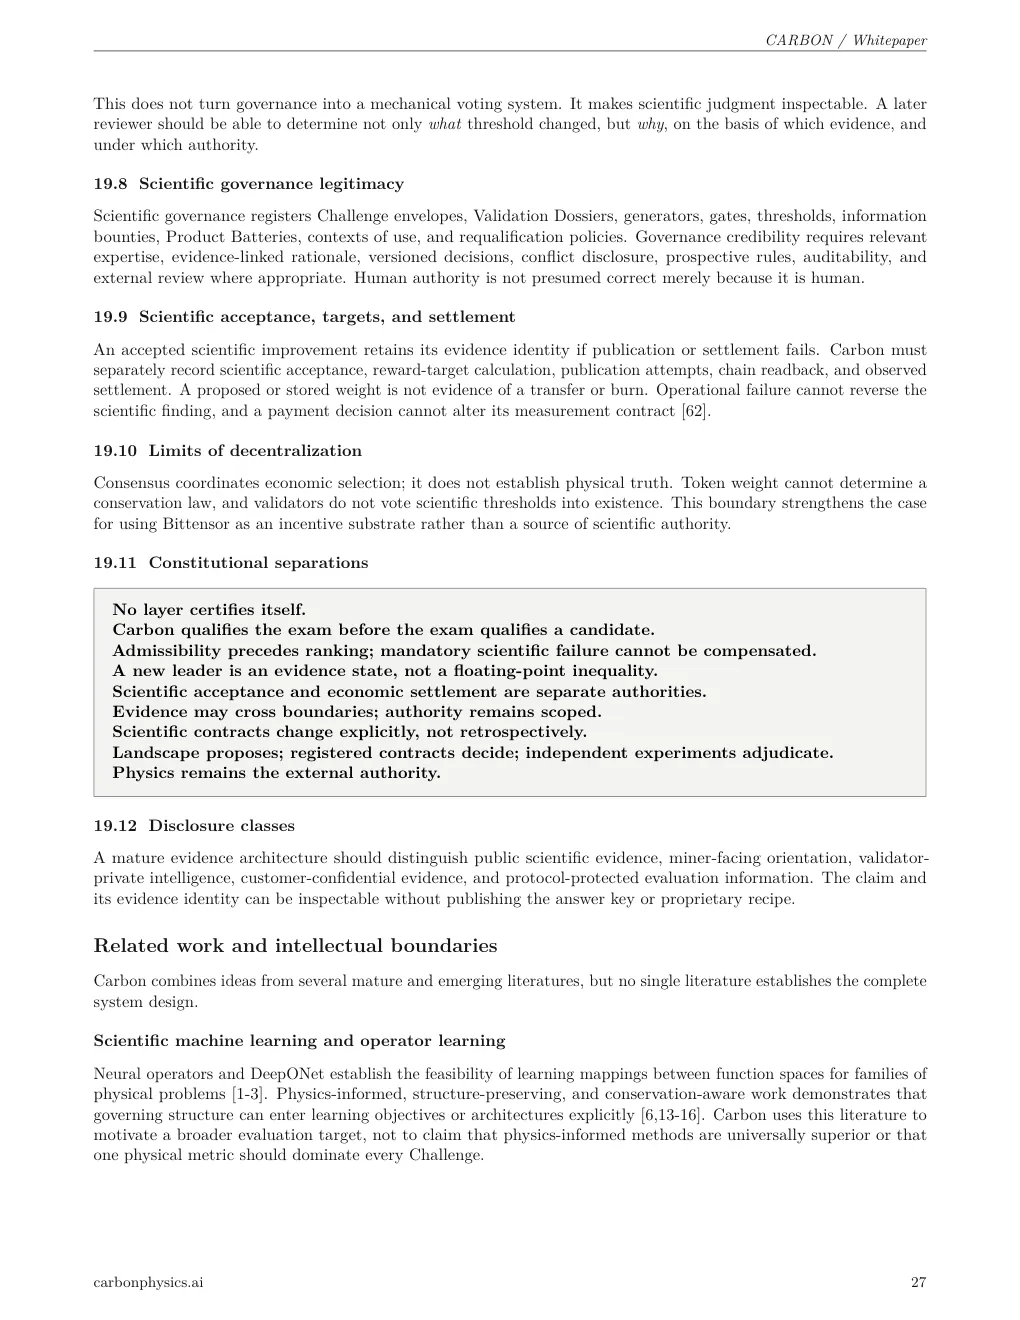 CARBON / Whitepaper
This does not turn governance into a mechanical voting system. It makes scientific judgment inspectable. A later
reviewer should be able to determine not only what threshold changed, but why, on the basis of which evidence, and
under which authority.
19.8 Scientific governance legitimacy
Scientific governance registers Challenge envelopes, Validation Dossiers, generators, gates, thresholds, information
bounties, Product Batteries, contexts of use, and requalification policies. Governance credibility requires relevant
expertise, evidence-linked rationale, versioned decisions, conflict disclosure, prospective rules, auditability, and
external review where appropriate. Human authority is not presumed correct merely because it is human.
19.9 Scientific acceptance, targets, and settlement
An accepted scientific improvement retains its evidence identity if publication or settlement fails. Carbon must
separately record scientific acceptance, reward-target calculation, publication attempts, chain readback, and observed
settlement. A proposed or stored weight is not evidence of a transfer or burn. Operational failure cannot reverse the
scientific finding, and a payment decision cannot alter its measurement contract [62].
19.10 Limits of decentralization
Consensus coordinates economic selection; it does not establish physical truth. Token weight cannot determine a
conservation law, and validators do not vote scientific thresholds into existence. This boundary strengthens the case
for using Bittensor as an incentive substrate rather than a source of scientific authority.
19.11 Constitutional separations
No layer certifies itself.
Carbon qualifies the exam before the exam qualifies a candidate.
Admissibility precedes ranking; mandatory scientific failure cannot be compensated.
A new leader is an evidence state, not a floating-point inequality.
Scientific acceptance and economic settlement are separate authorities.
Evidence may cross boundaries; authority remains scoped.
Scientific contracts change explicitly, not retrospectively.
Landscape proposes; registered contracts decide; independent experiments adjudicate.
Physics remains the external authority.
19.12 Disclosure classes
A mature evidence architecture should distinguish public scientific evidence, miner-facing orientation, validator-
private intelligence, customer-confidential evidence, and protocol-protected evaluation information. The claim and
its evidence identity can be inspectable without publishing the answer key or proprietary recipe.
Related work and intellectual boundaries
Carbon combines ideas from several mature and emerging literatures, but no single literature establishes the complete
system design.
Scientific machine learning and operator learning
Neural operators and DeepONet establish the feasibility of learning mappings between function spaces for families of
physical problems [1-3]. Physics-informed, structure-preserving, and conservation-aware work demonstrates that
governing structure can enter learning objectives or architectures explicitly [6,13-16]. Carbon uses this literature to
motivate a broader evaluation target, not to claim that physics-informed methods are universally superior or that
one physical metric should dominate every Challenge.
carbonphysics.ai
27